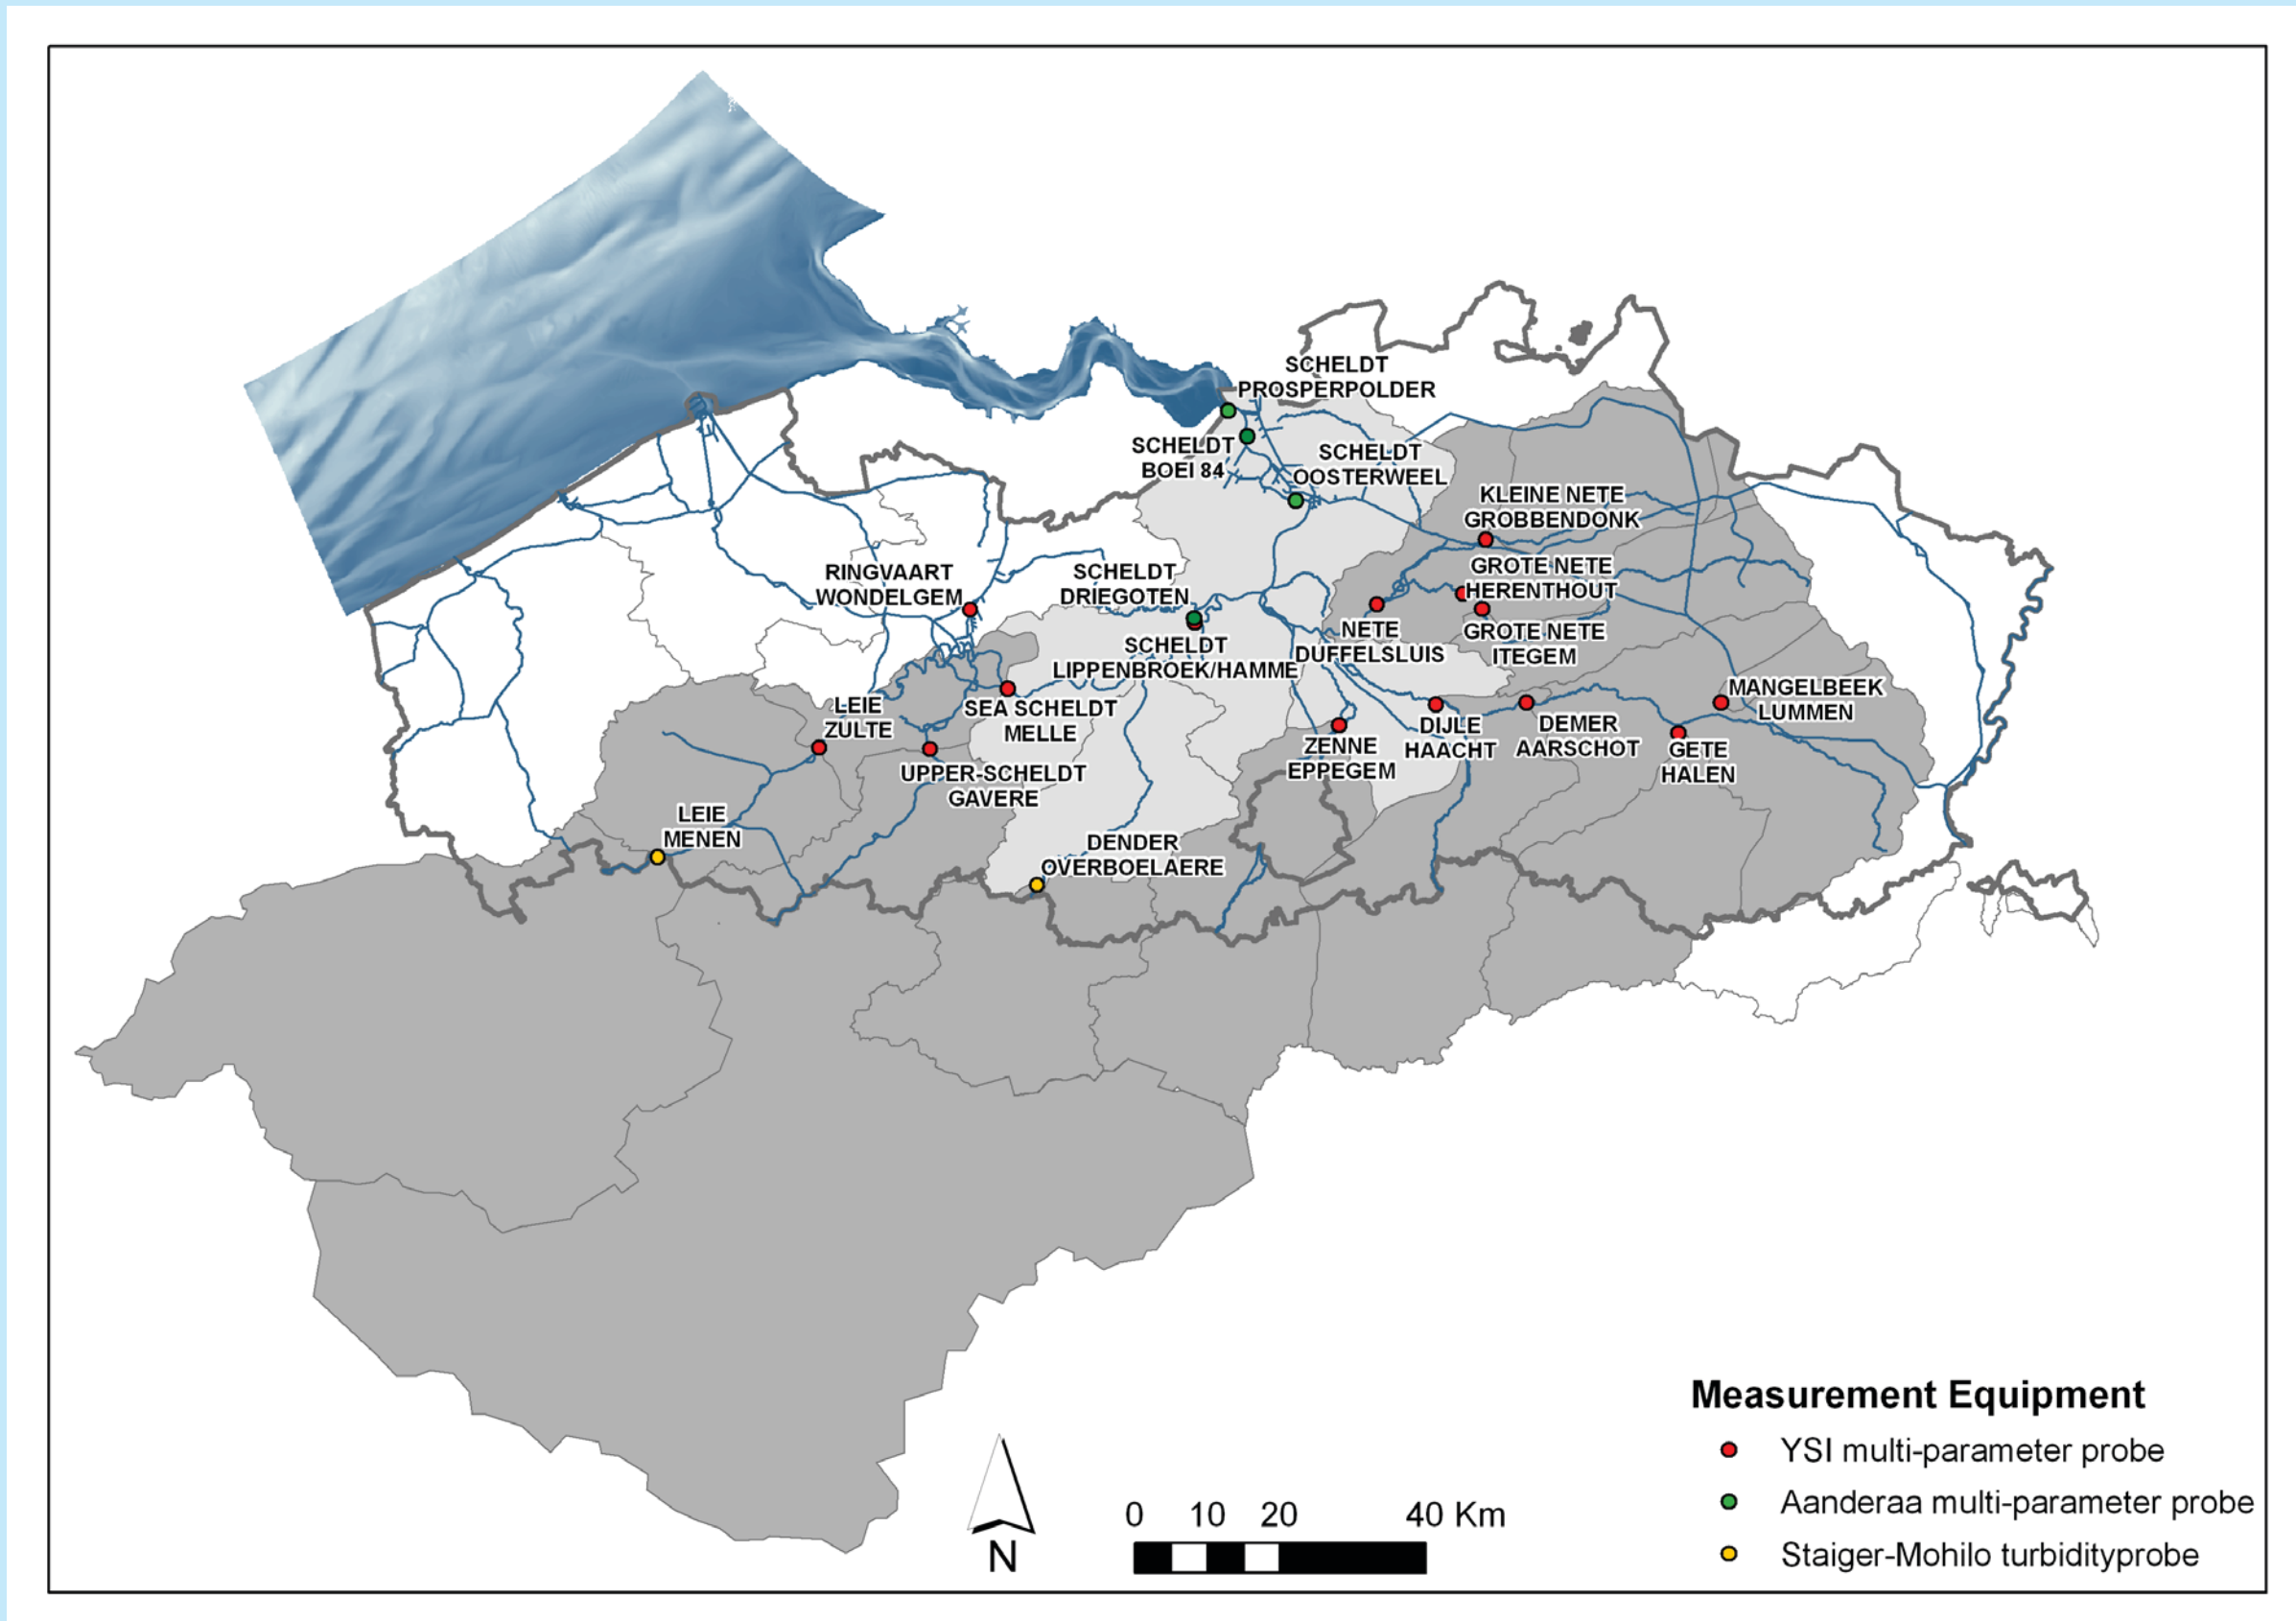 SCHELDT
PROSPERPOLDER
SCHELDT
BOEI 84
SCHELDT
OOSTERWEEL
KLEINE NETE
GROBBENDONK
GROTE NETE
HERENTHOUT
RINGVAART
WONDELGEM
SCHELDT
DRIEGOTEN
SCHELDT
LIPPENBROEK/HAMME
NETE
DUFFELSLUIS
GROTE NETE
ITEGEM
LEIE
ZULTE
SEA SCHELDT
MELLE
MANGELBEEK
LUMMEN
DIJLE
HAACHT
DEMER
AARSCHOT
ZENNE
EPPEGEM
GETE
HALEN
UPPER-SCHELDT
GAVERE
LEIE
MENEN
DENDER
OVERBOELAERE
Measurement Equipment
YSI multi-parameter probe
Aanderaa multi-parameter probe
Staiger-Mohilo turbidityprobe
N
0 10 20 40 Km